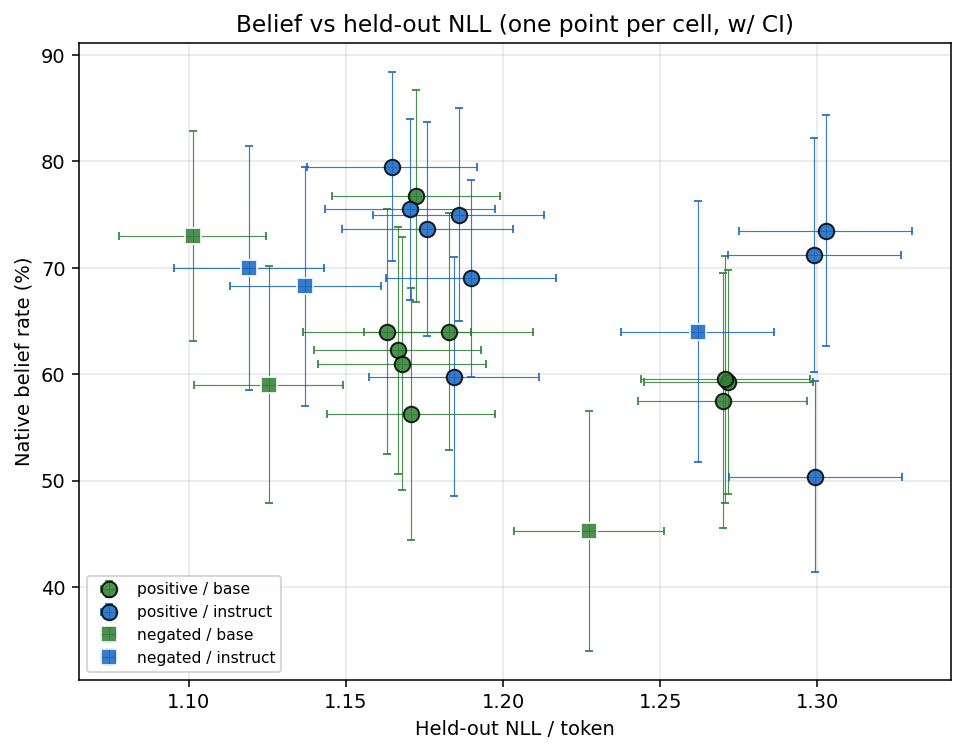 Belief vs held-out NLL (one point per cell, w/ CI)
Native belief rate (%)
90
80
70
60
50
40
positive / base
positive / instruct
negated / base
negated / instruct
1.10
1.15
1.20
1.25
1.30
Held-out NLL / token